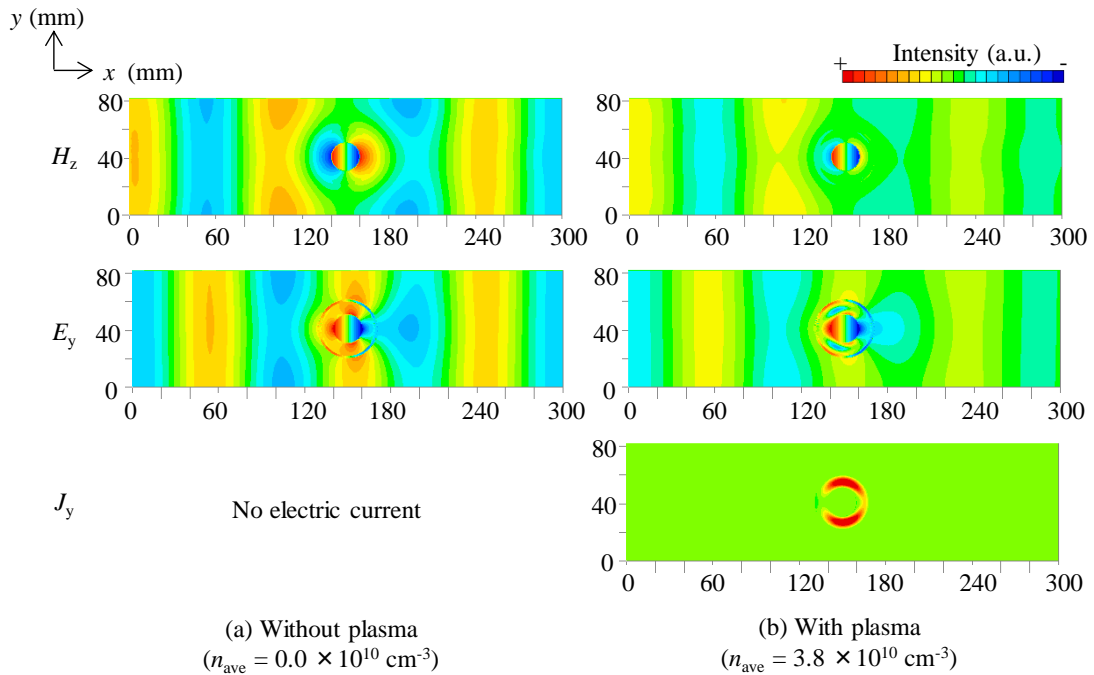 y (mm)
x (mm)
Intensity (a.u.)
+ -
80
40
0
H_z
0 60 120 180 240 300
80
40
0
0 60 120 180 240 300
80
40
0
E_y
0 60 120 180 240 300
80
40
0
0 60 120 180 240 300
J_y
No electric current
80
40
0
0 60 120 180 240 300
(a) Without plasma
(n_ave = 0.0 × 10^10 cm^-3)
(b) With plasma
(n_ave = 3.8 × 10^10 cm^-3)